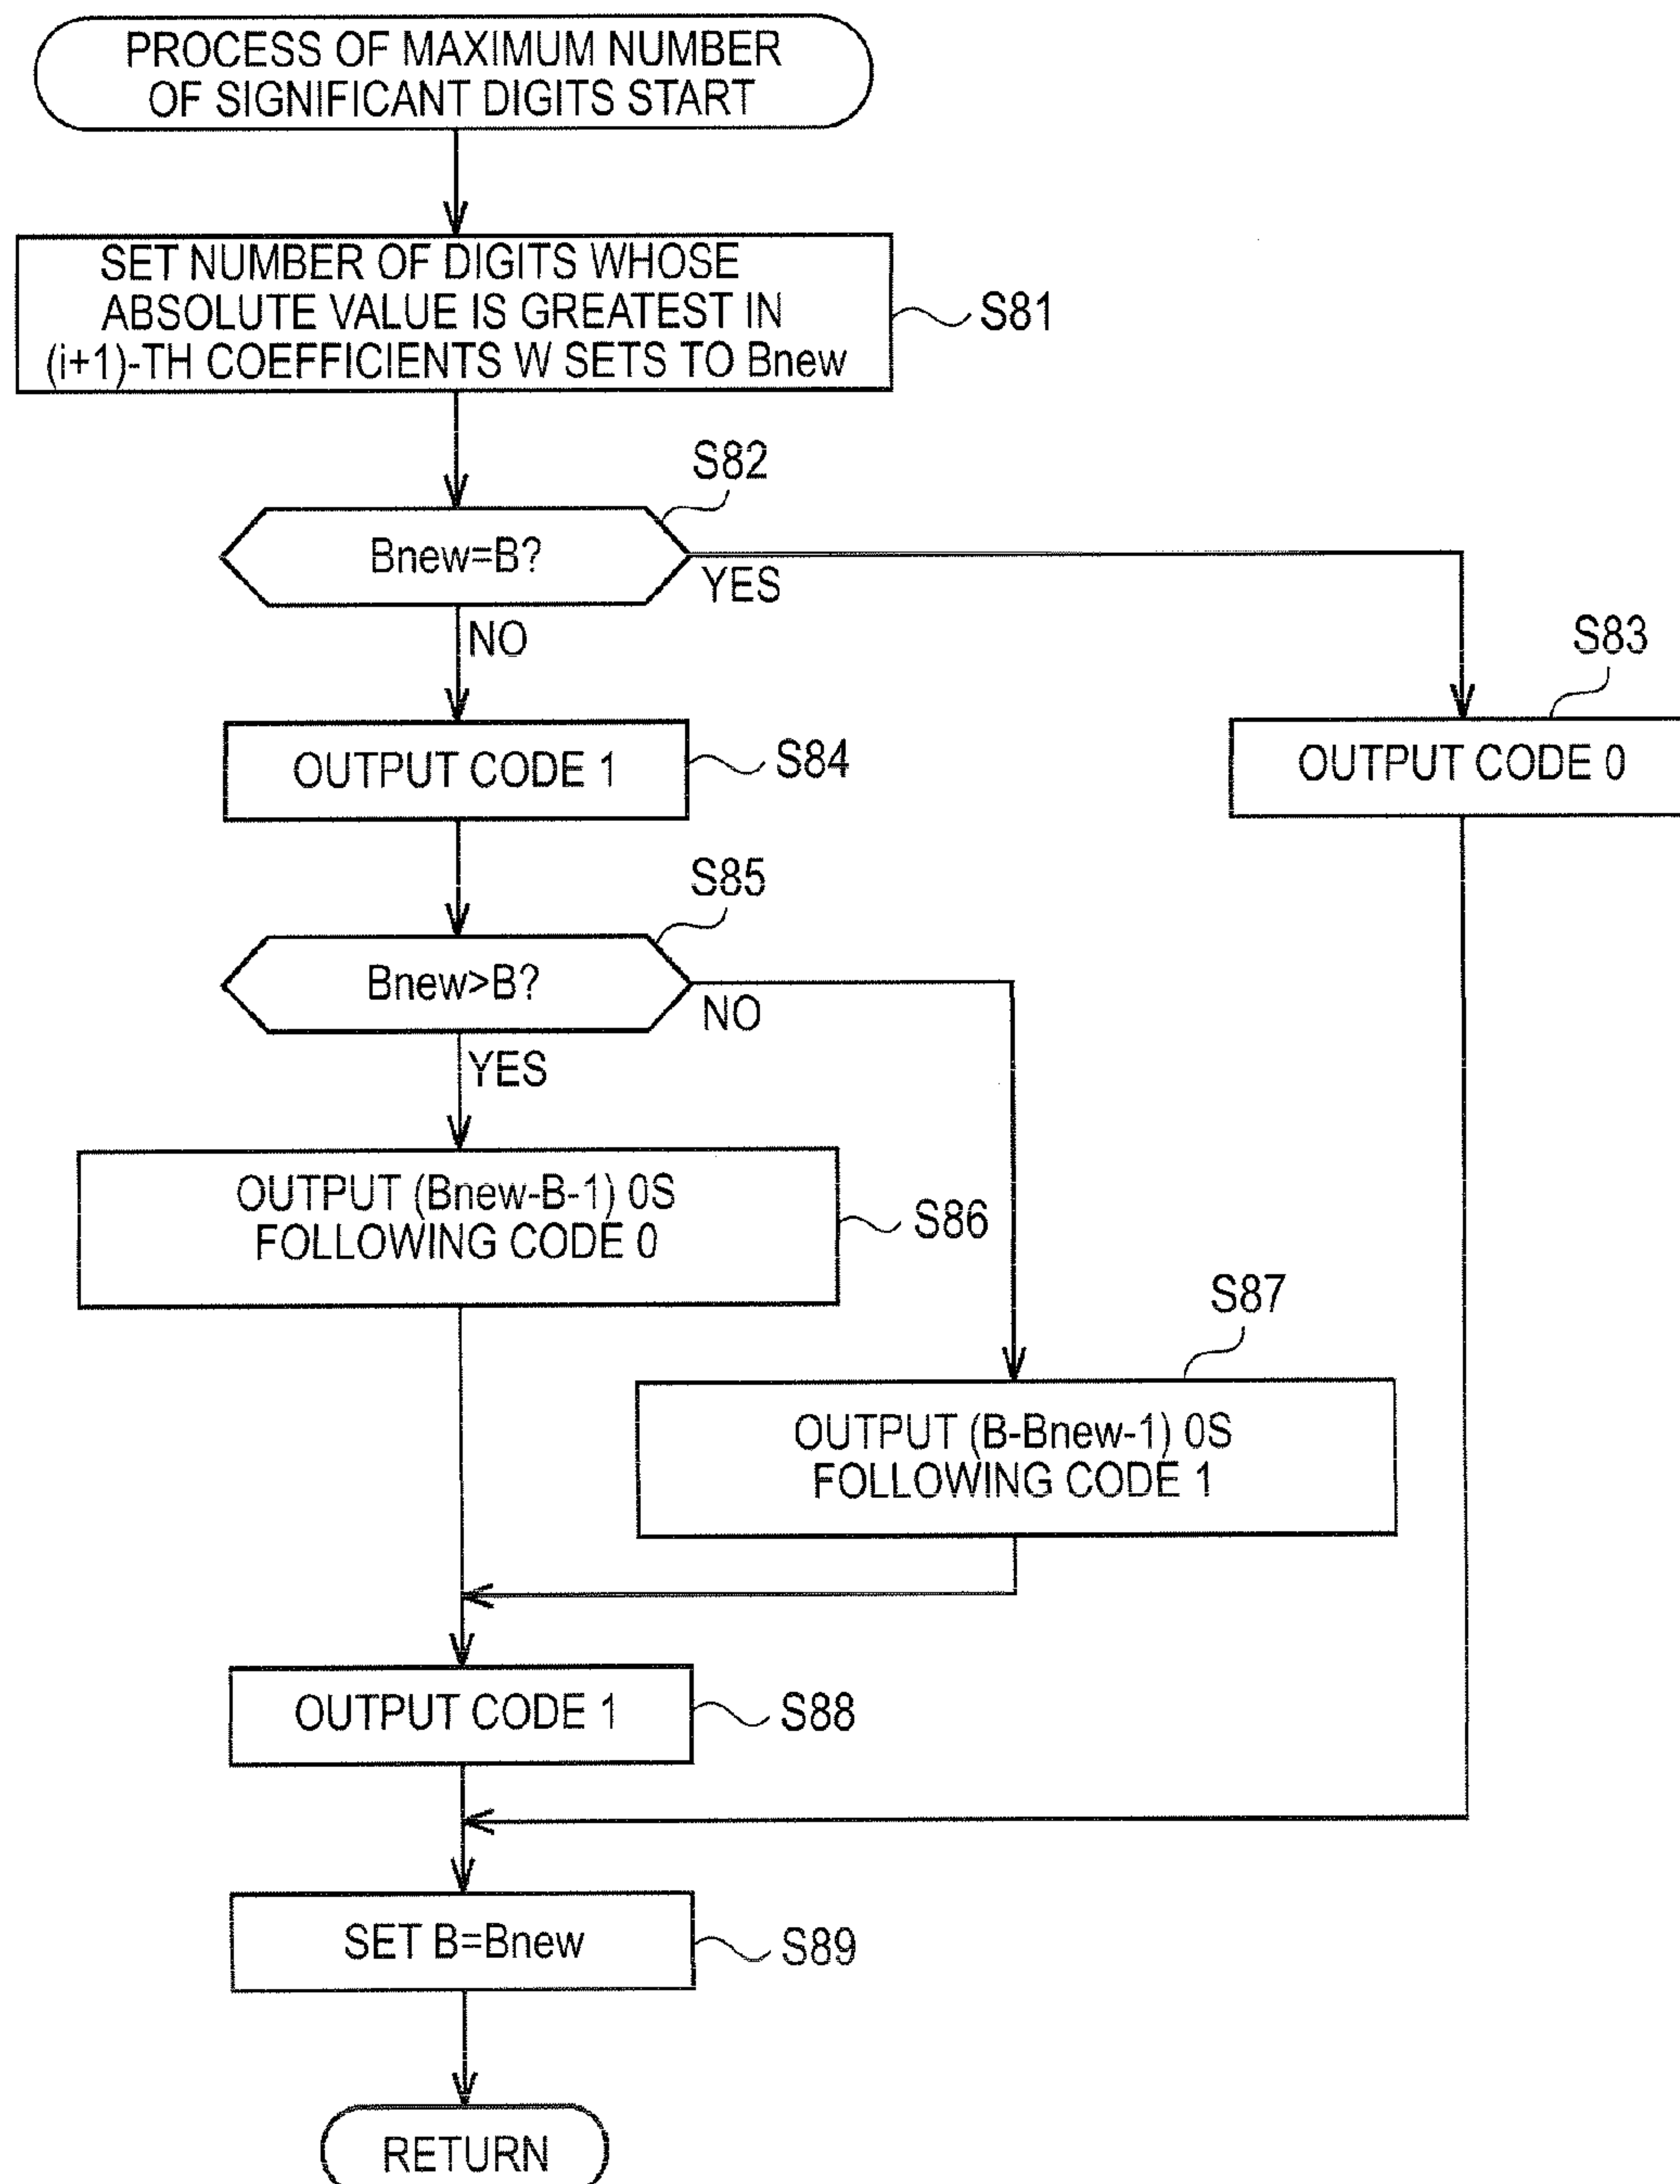 PROCESS OF MAXIMUM NUMBER
OF SIGNIFICANT DIGITS START
SET NUMBER OF DIGITS WHOSE
ABSOLUTE VALUE IS GREATEST IN
(i+1)-TH COEFFICIENTS W SETS TO Bnew
S81
S82
Bnew=B?
YES
NO
S83
OUTPUT CODE 0
OUTPUT CODE 1
S84
S85
Bnew>B?
NO
YES
OUTPUT (Bnew-B-1) 0S
FOLLOWING CODE 0
S86
S87
OUTPUT (B-Bnew-1) 0S
FOLLOWING CODE 1
OUTPUT CODE 1
S88
SET B=Bnew
S89
RETURN